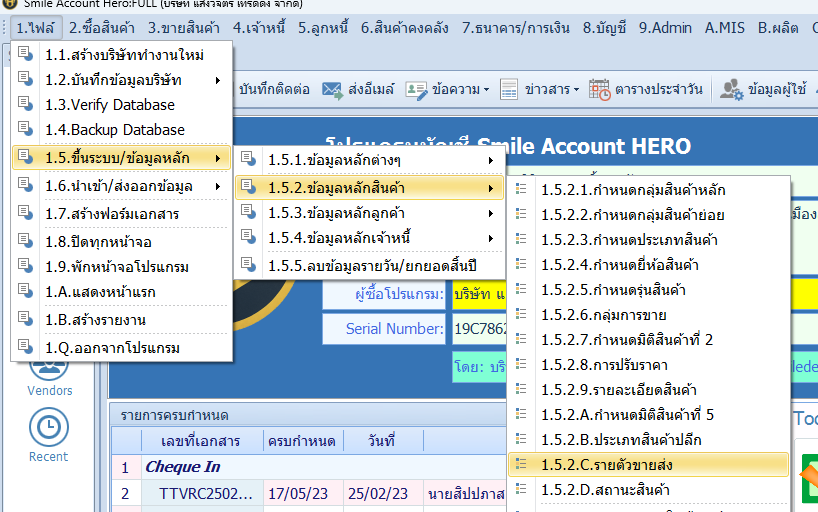 Smile Account HERO:FULL (บริษัท แสงวิจิตร เทรดดิ้ง จำกัด)
1.ไฟล์ 2.ซื้อสินค้า 3.ขายสินค้า 4.เจ้าหนี้ 5.ลูกหนี้ 6.สินค้าคงคลัง 7.ธนาคาร/การเงิน 8.บัญชี 9.Admin A.MIS B.ผลิต
บันทึกติดต่อ ส่งอีเมล์ ข้อความ ข่าวสาร ตารางประจำวัน ข้อมูลผู้ใช้
1.1.สร้างบริษัททำงานใหม่
1.2.บันทึกข้อมูลบริษัท
1.3.Verify Database
1.4.Backup Database
1.5.ขึ้นระบบ/ข้อมูลหลัก
1.6.นำเข้า/ส่งออกข้อมูล
1.7.สร้างฟอร์มเอกสาร
1.8.ปิดทุกหน้าจอ
1.9.พักหน้าจอโปรแกรม
1.A.แสดงหน้าแรก
1.B.สร้างรายงาน
1.Q.ออกจากโปรแกรม
โปรแกรมบัญชี Smile Account HERO
1.5.1.ข้อมูลหลักต่างๆ
1.5.2.ข้อมูลหลักสินค้า
1.5.3.ข้อมูลหลักลูกค้า
1.5.4.ข้อมูลหลักเจ้าหนี้
1.5.5.ลบข้อมูลรายวัน/ยกยอดสิ้นปี
1.5.2.1.กำหนดกลุ่มสินค้าหลัก
1.5.2.2.กำหนดกลุ่มสินค้าย่อย
1.5.2.3.กำหนดประเภทสินค้า
1.5.2.4.กำหนดยี่ห้อสินค้า
1.5.2.5.กำหนดรุ่นสินค้า
1.5.2.6.กลุ่มการขาย
1.5.2.7.กำหนดมิติสินค้าที่ 2
1.5.2.8.การปรับราคา
1.5.2.9.รายละเอียดสินค้า
1.5.2.A.กำหนดมิติสินค้าที่ 5
1.5.2.B.ประเภทสินค้าปลีก
1.5.2.C.รายตัวขายส่ง
1.5.2.D.สถานะสินค้า
ผู้ซื้อโปรแกรม: บริษัท แ
Serial Number: 19C7862
โดย: บริ
Vendors
Recent
รายการครบกำหนด
เลขที่เอกสาร ครบกำหนด วันที่
1 Cheque In
2 TTVRC2502... 17/05/23 25/02/23 นายสิปปภาส